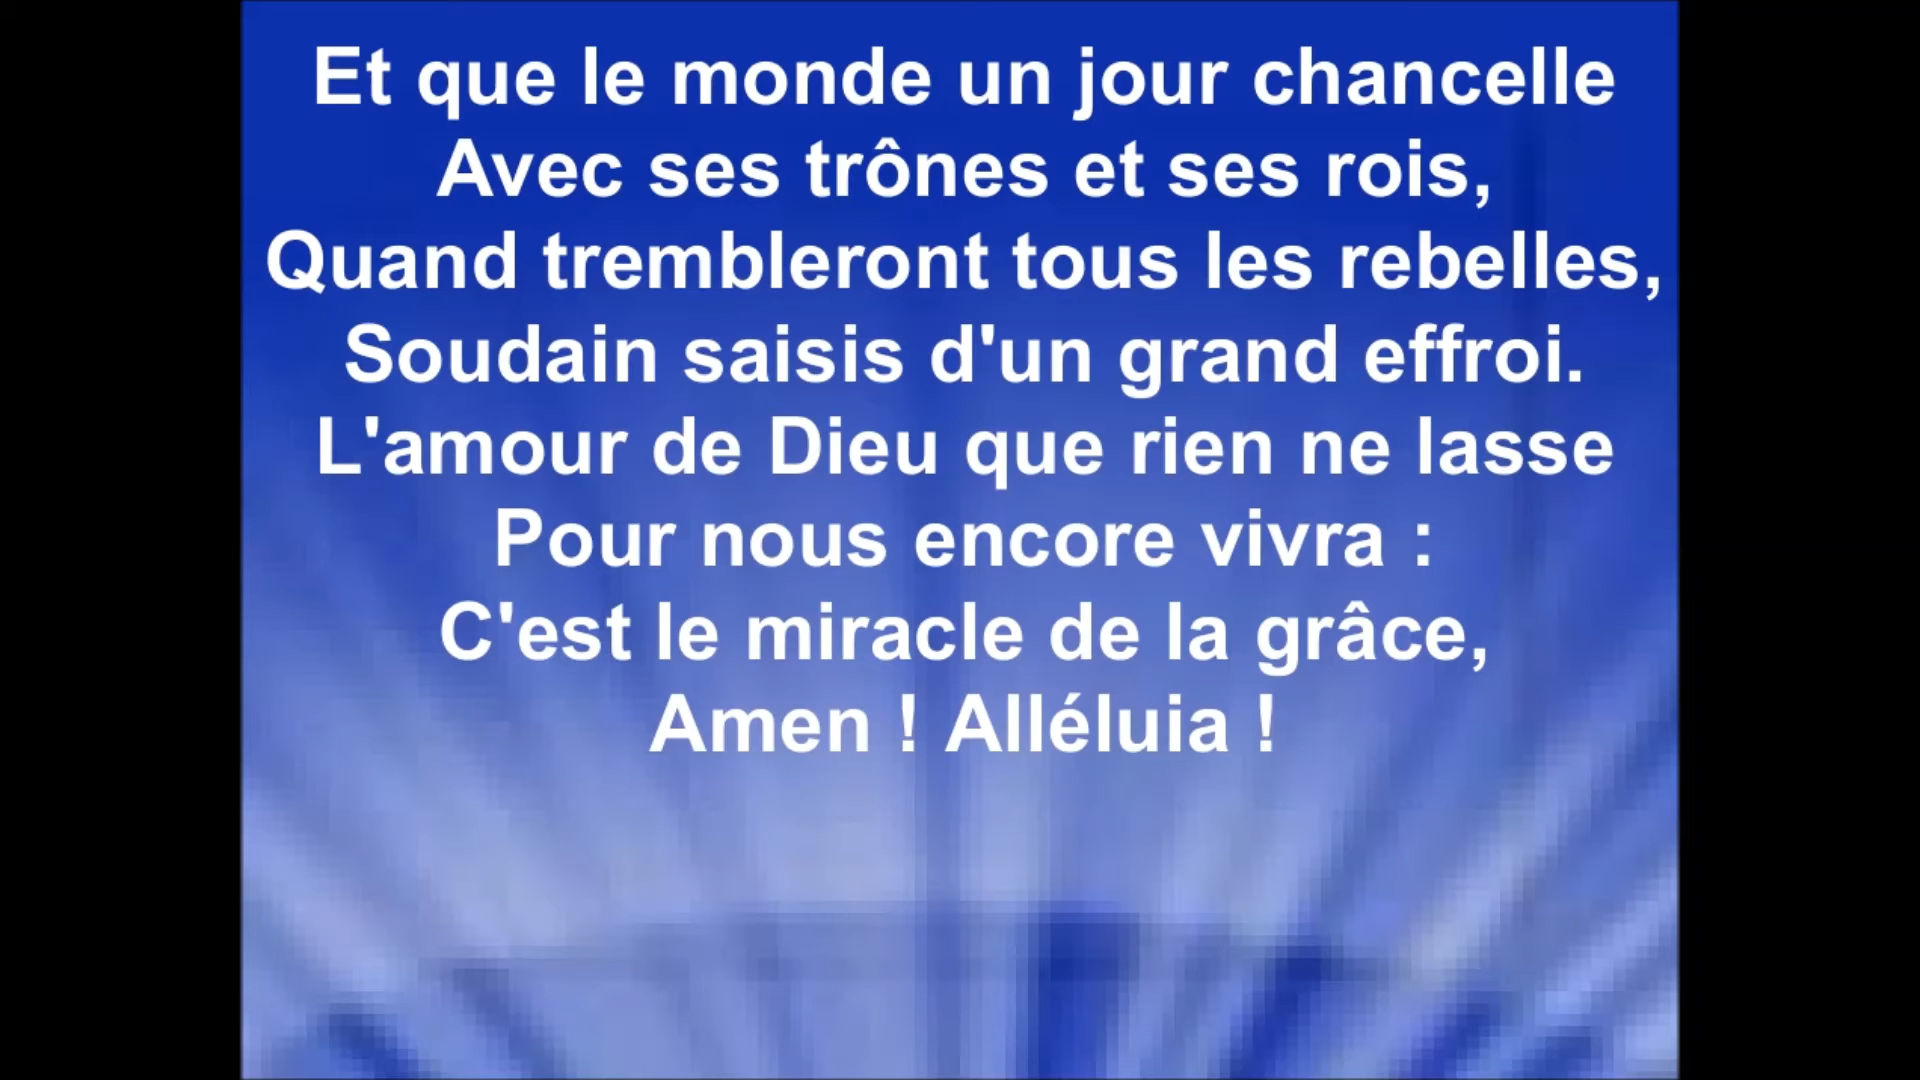 Et que le monde un jour chancelle
Avec ses trônes et ses rois,
Quand trembleront tous les rebelles,
Soudain saisis d'un grand effroi.
L'amour de Dieu que rien ne lasse
Pour nous encore vivra :
C'est le miracle de la grâce,
Amen ! Alléluia !